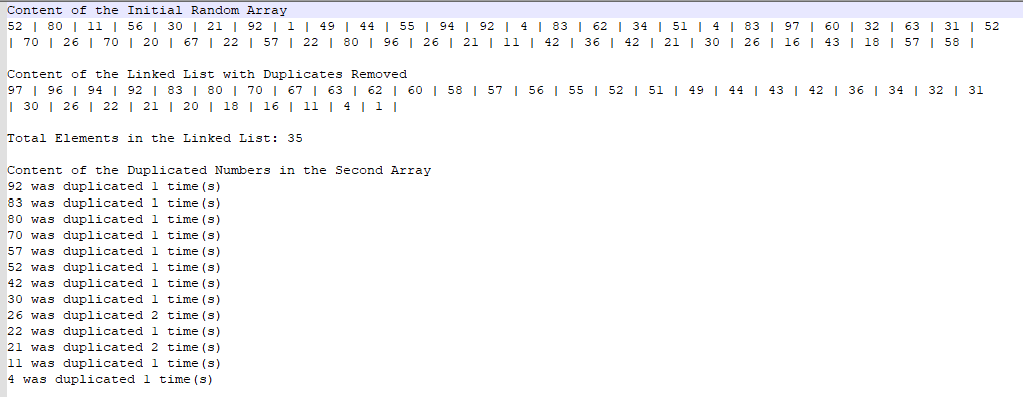 Content of the Initial Random Array
52 | 80 | 11 | 56 | 30 | 21 | 92 | 1 | 49 | 44 | 55 | 94 | 92 | 4 | 83 | 62 | 34 | 51 | 4 | 83 | 97 | 60 | 32 | 63 | 31 | 52
| 70 | 26 | 70 | 20 | 67 | 22 | 57 | 22 | 80 | 96 | 26 | 21 | 11 | 42 | 36 | 42 | 21 | 30 | 26 | 16 | 43 | 18 | 57 | 58 |
Content of the Linked List with Duplicates Removed
97 | 96 | 94 | 92 | 83 | 80 | 70 | 67 | 63 | 62 | 60 | 58 | 57 | 56 | 55 | 52 | 51 | 49 | 44 | 43 | 42 | 36 | 34 | 32 | 31
| 30 | 26 | 22 | 21 | 20 | 18 | 16 | 11 | 4 | 1 |
Total Elements in the Linked List: 35
Content of the Duplicated Numbers in the Second Array
92 was duplicated 1 time(s)
83 was duplicated 1 time(s)
80 was duplicated 1 time(s)
70 was duplicated 1 time(s)
57 was duplicated 1 time(s)
52 was duplicated 1 time(s)
42 was duplicated 1 time(s)
30 was duplicated 1 time(s)
26 was duplicated 2 time(s)
22 was duplicated 1 time(s)
21 was duplicated 2 time(s)
11 was duplicated 1 time(s)
4 was duplicated 1 time(s)